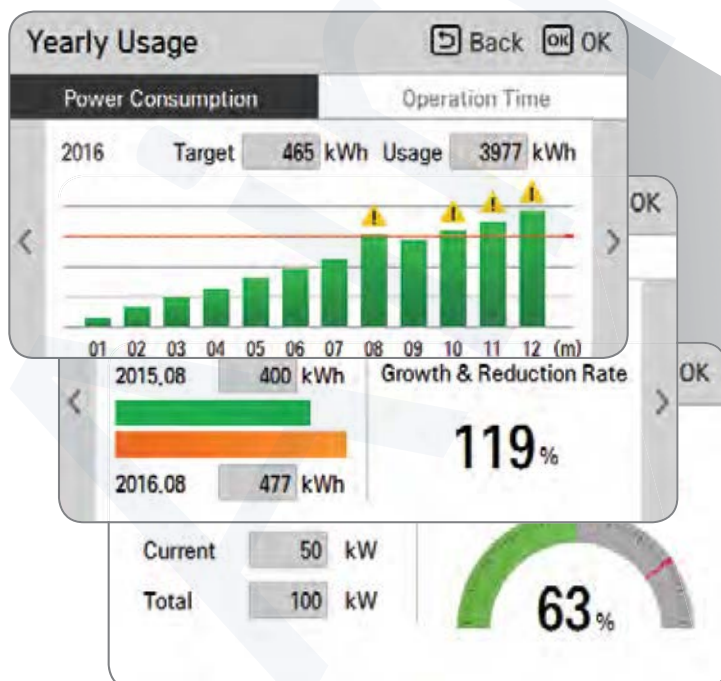 Yearly Usage Back OK OK
Power Consumption Operation Time
2016 Target 465 kWh Usage 3977 kWh
OK
01 02 03 04 05 06 07 08 09 10 11 12 (m)
2015.08 400 kWh Growth & Reduction Rate
OK
119%
2016.08 477 kWh
Current 50 kW
Total 100 kW
63%